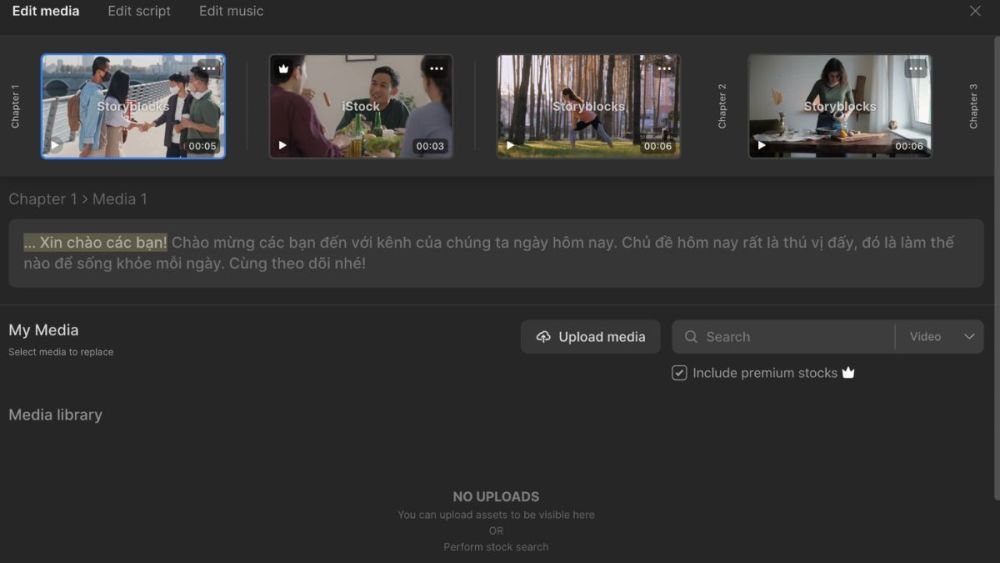 Edit media
Edit script
Edit music
Chapter 1
Storyblocks
00:05
iStock
00:03
Storyblocks
00:06
Chapter 2
Storyblocks
00:06
Chapter 3
Chapter 1 > Media 1
... Xin chào các bạn! Chào mừng các bạn đến với kênh của chúng ta ngày hôm nay. Chủ đề hôm nay rất là thú vị đấy, đó là làm thế
nào để sống khỏe mỗi ngày. Cùng theo dõi nhé!
My Media
Select media to replace
Upload media
Search
Video
Include premium stocks
Media library
NO UPLOADS
You can upload assets to be visible here
OR
Perform stock search